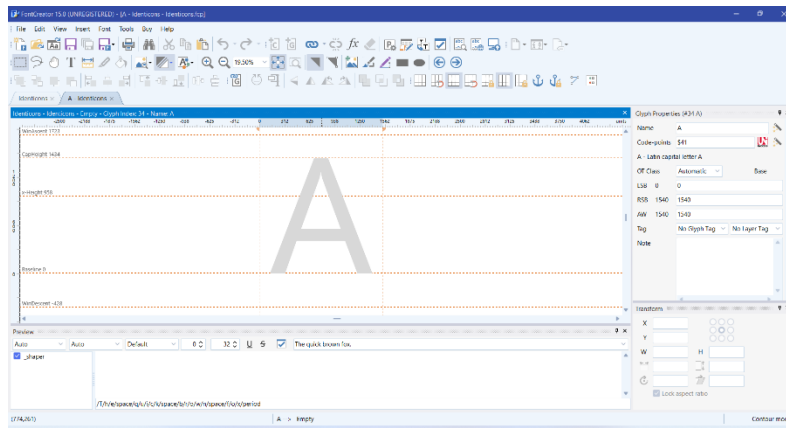 FontCreator 15.0 (UNREGISTERED) - [A - Identicons - Identicons.fcp]
File Edit View Insert Font Tools Buy Help
19.50%
Identicons
A Identicons
Identicons - Identicons - Empty - Glyph Index: 34 - Name: A
WinAscent 1723
CapHeight 1434
x-Height 958
Baseline 0
WinDescent -428
A
Preview
Auto Auto Default 0 32 U S The quick brown fox.
_shaper
/T/h/e/space/q/u/i/c/k/space/b/r/o/w/n/space/f/o/x/period
Glyph Properties (#34 A)
Name A
Code-points $41
A - Latin capital letter A
OT Class Automatic Base
LSB 0 0
RSB 1540 1540
AW 1540 1540
Tag No Glyph Tag No Layer Tag
Note
Transform
X
Y
W H
Lock aspect ratio
(774,261) A > Empty Contour mo